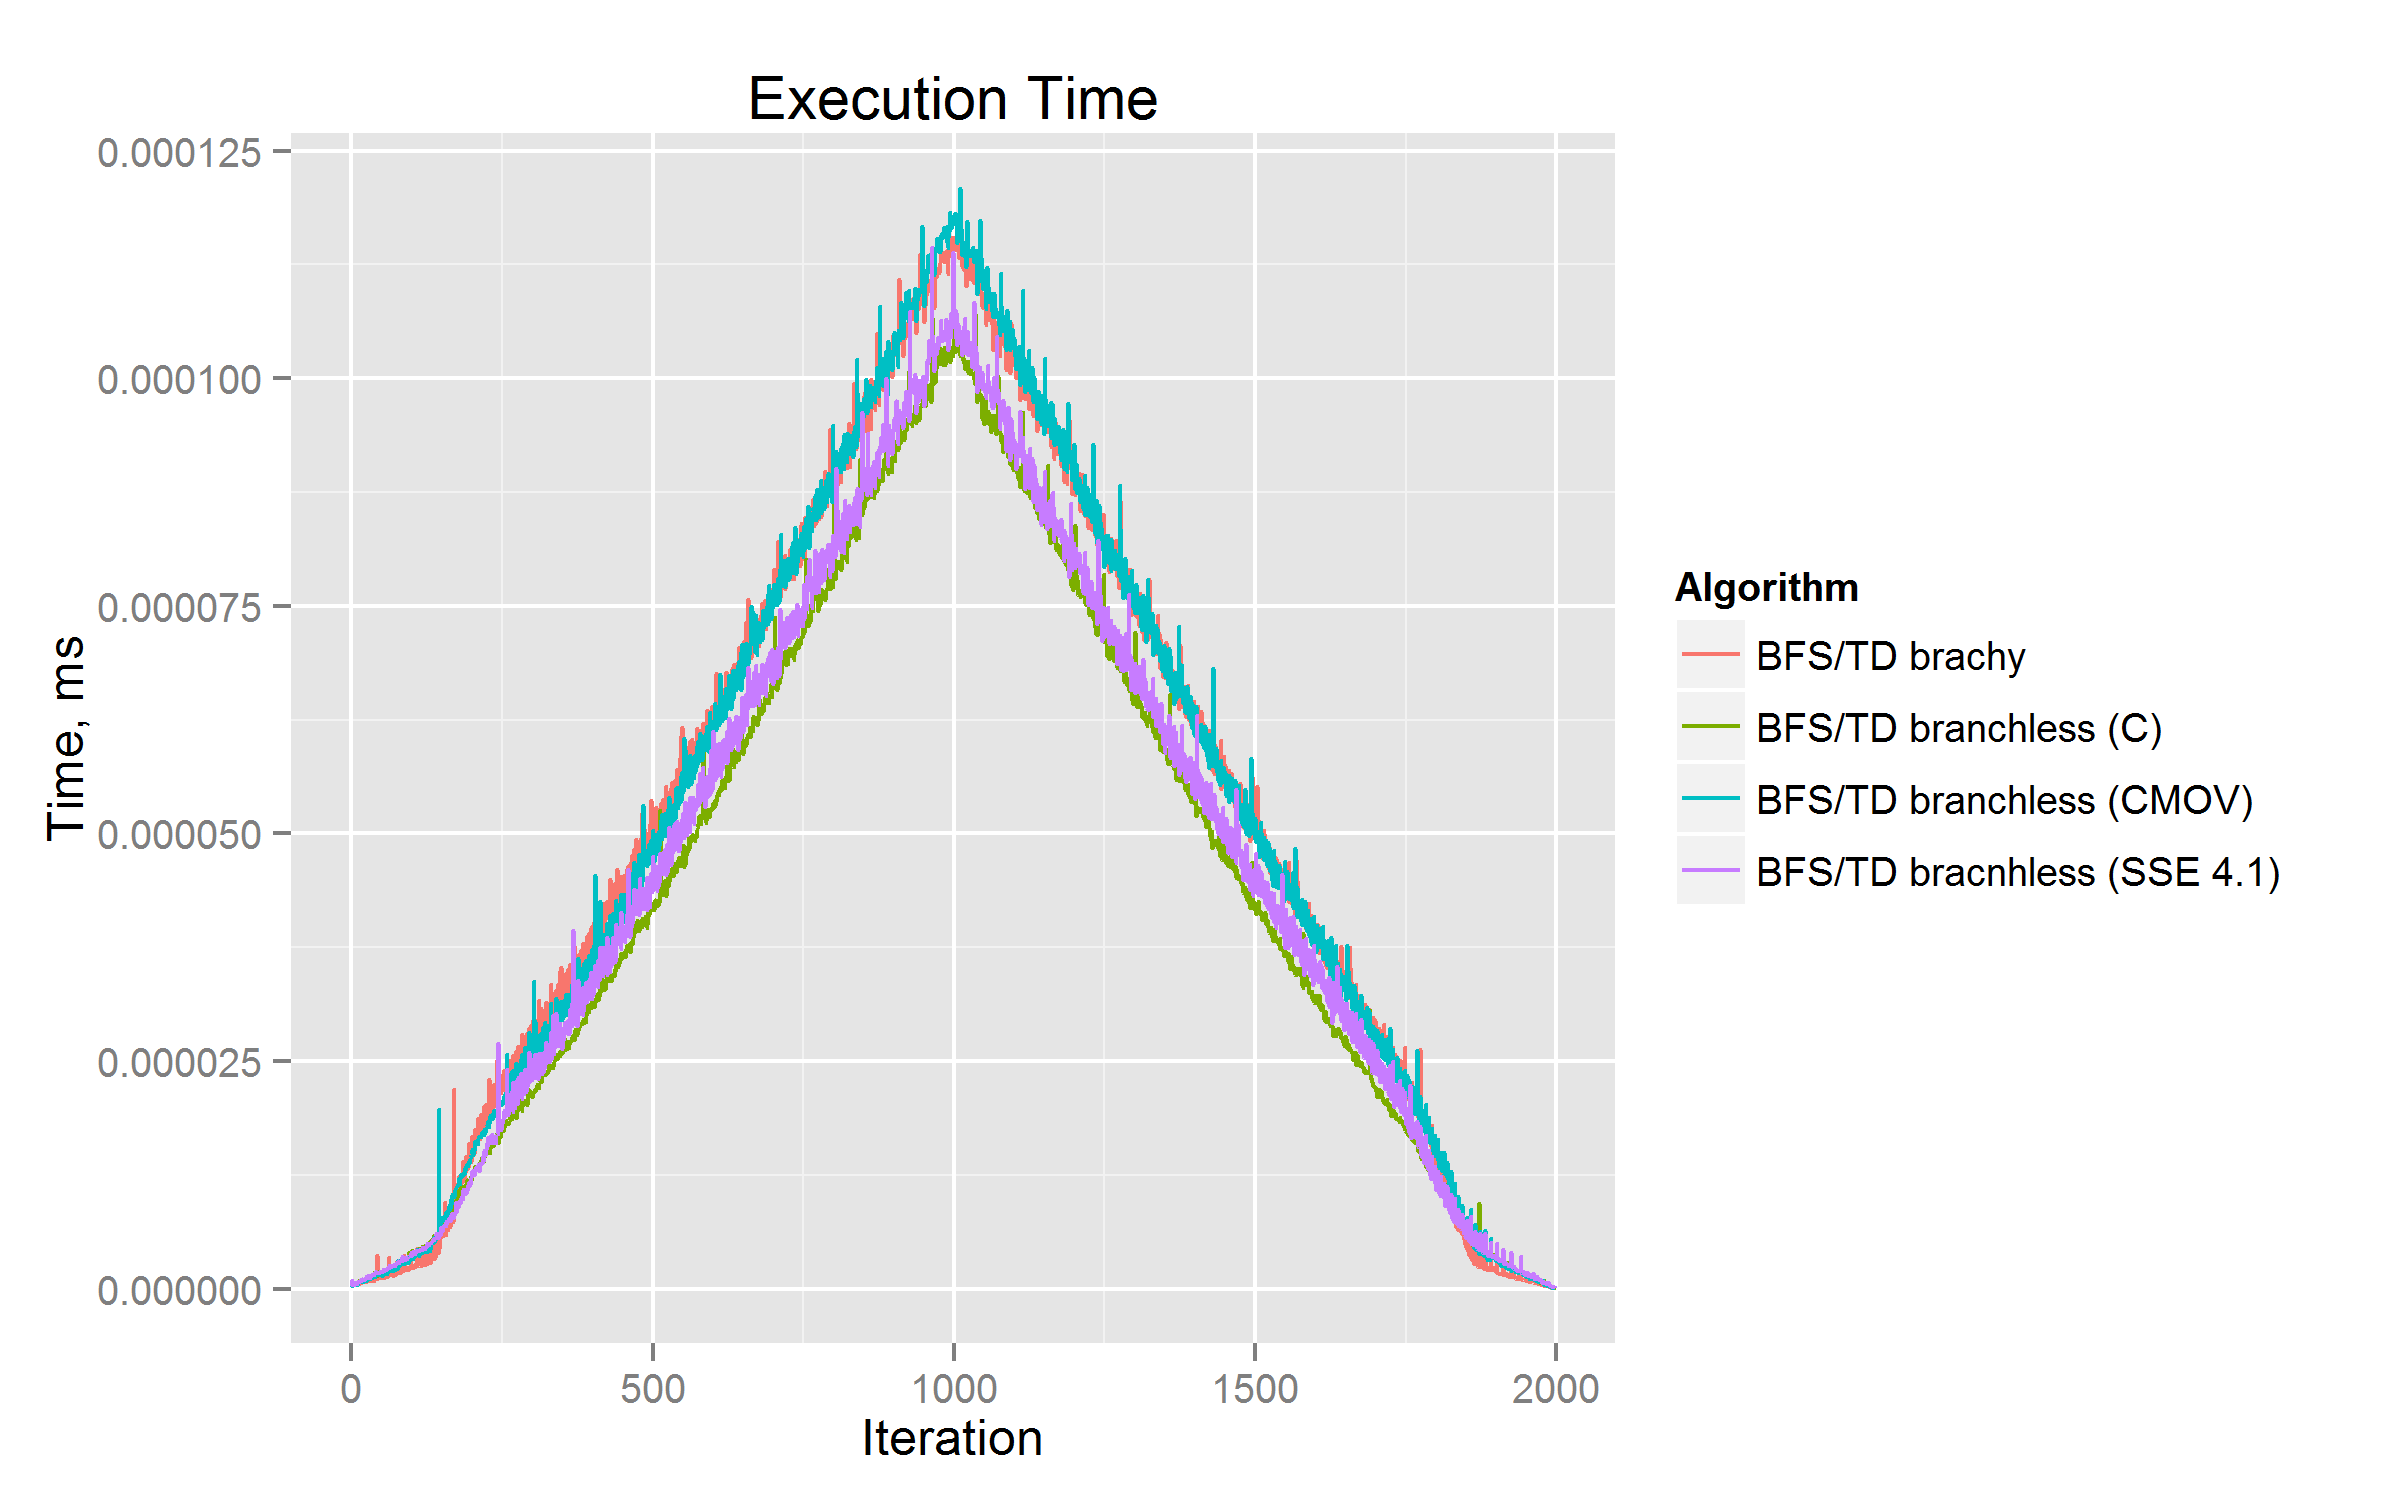 Execution Time
0.000125
0.000100
0.000075
0.000050
0.000025
0.000000
Time, ms
0 500 1000 1500 2000
Iteration
Algorithm
BFS/TD brachy
BFS/TD branchless (C)
BFS/TD branchless (CMOV)
BFS/TD bracnhless (SSE 4.1)